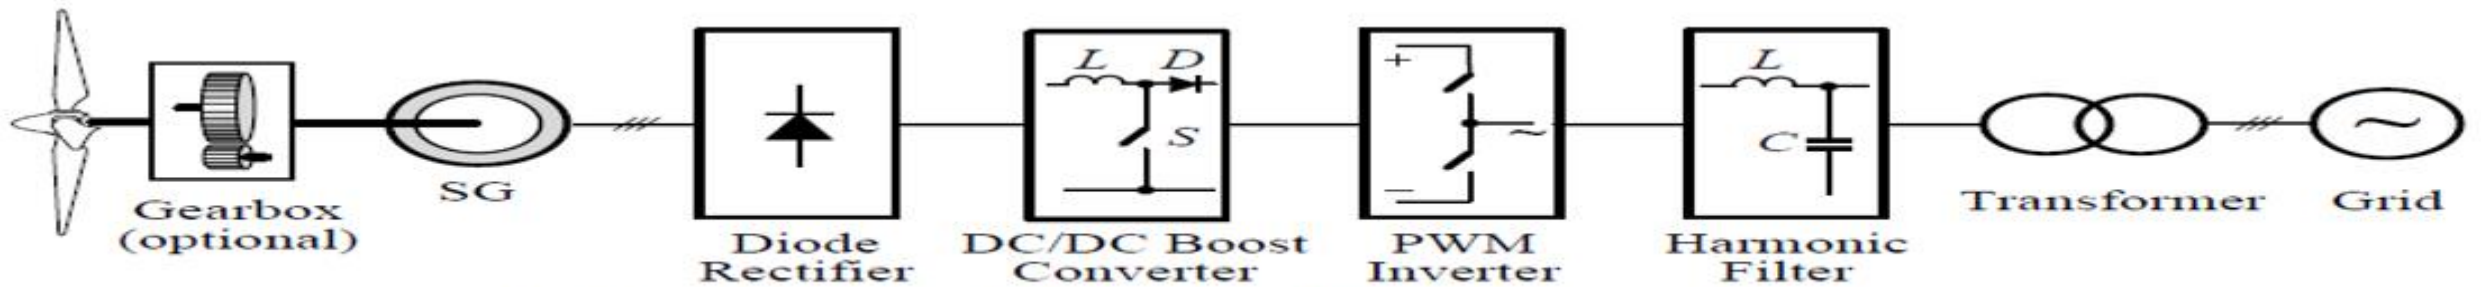 L D
S
+
−
~
L
C
~
Gearbox
(optional)
SG
Diode
Rectifier
DC/DC Boost
Converter
PWM
Inverter
Harmonic
Filter
Transformer
Grid